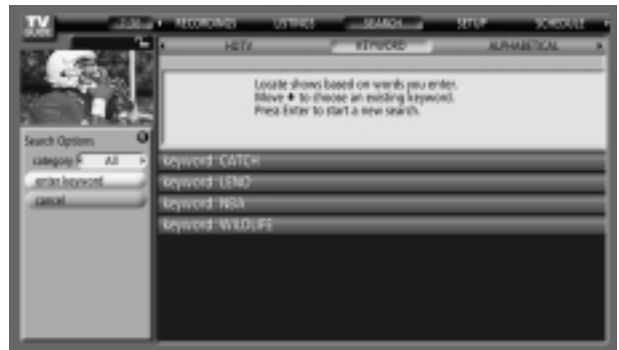 TV
GUIDE
RECORDINGS LISTINGS SEARCH SETUP SCHEDULE
HDTV KEYWORD ALPHABETICAL
Locate shows based on words you enter.
Move to choose an existing keyword.
Press Enter to start a new search.
Search Options
category All
enter keyword
cancel
keyword: CATCH
keyword: LENO
keyword: NBA
keyword: WILDLIFE